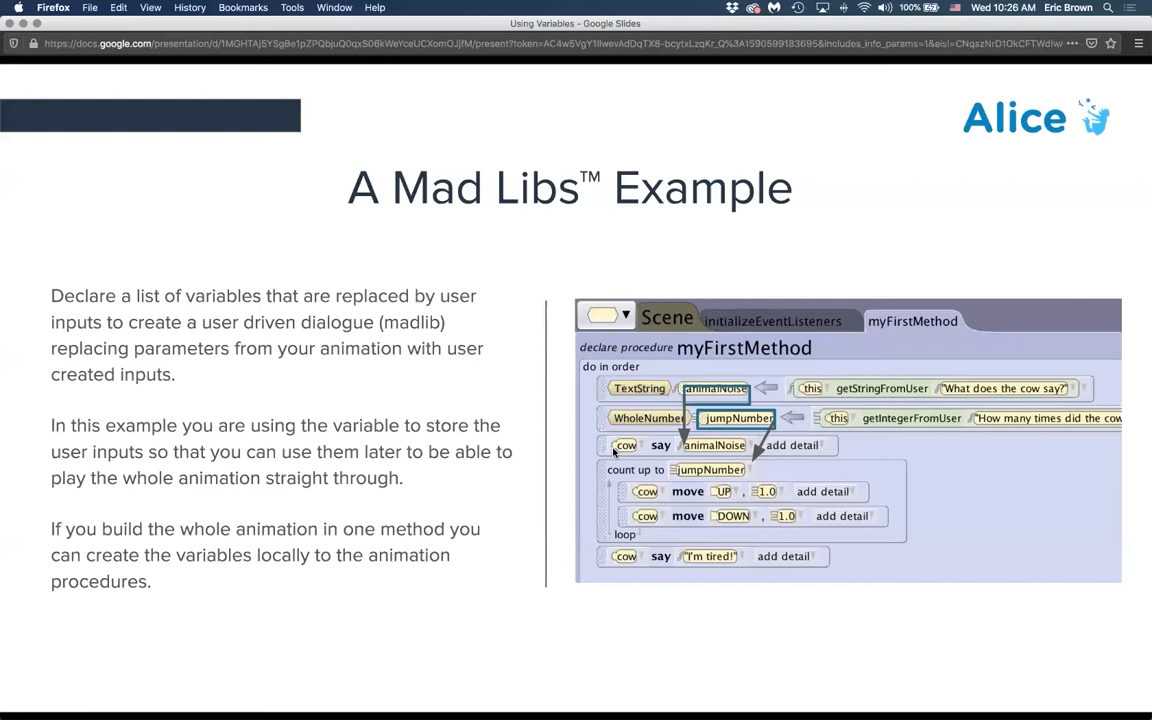 Firefox File Edit View History Bookmarks Tools Window Help 100% Wed 10:26 AM Eric Brown
Using Variables - Google Slides
Alice
A Mad Libs™ Example
Declare a list of variables that are replaced by user
inputs to create a user driven dialogue (madlib)
replacing parameters from your animation with user
created inputs.
In this example you are using the variable to store the
user inputs so that you can use them later to be able to
play the whole animation straight through.
If you build the whole animation in one method you
can create the variables locally to the animation
procedures.
Scene initializeEventListeners myFirstMethod
declare procedure myFirstMethod
do in order
TextString animalNoise this getStringFromUser "What does the cow say?"
WholeNumber jumpNumber this getIntegerFromUser "How many times did the cow
cow say animalNoise add detail
count up to jumpNumber
cow move UP , 1.0 add detail
cow move DOWN , 1.0 add detail
loop
cow say "I'm tired!" add detail